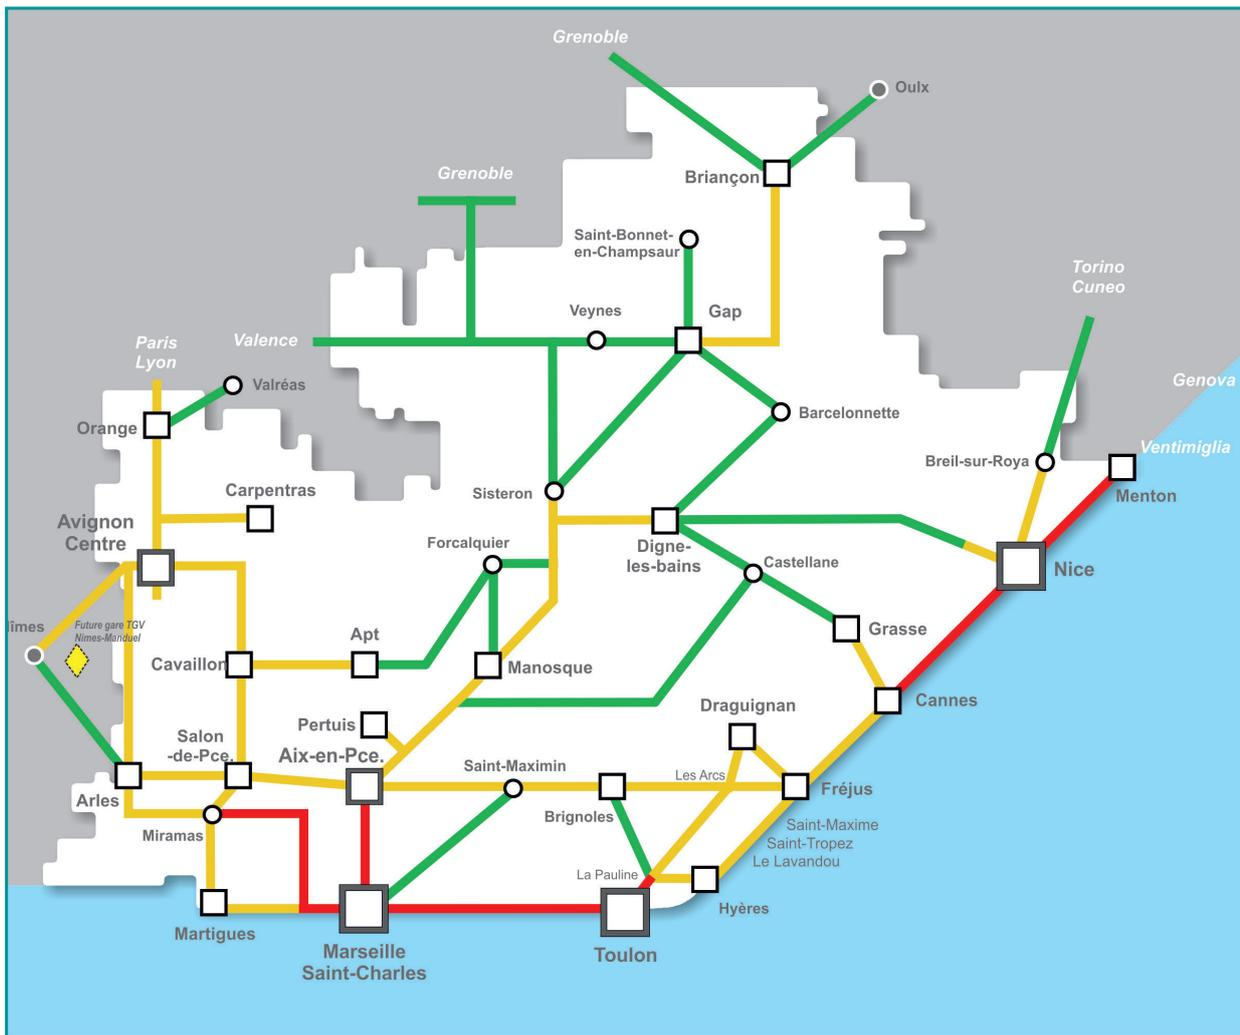 Grenoble
Oulx
Briançon
Grenoble
Saint-Bonnet-
en-Champsaur
Torino
Cuneo
Veynes
Gap
Paris
Lyon
Valence
Genova
Valréas
Barcelonnette
Orange
Ventimiglia
Breil-sur-Roya
Carpentras
Sisteron
Menton
Avignon
Centre
Forcalquier
Digne-
les-bains
Castellane
Nice
îmes
Future gare TGV
Nimes-Manduel
Apt
Grasse
Cavaillon
Manosque
Cannes
Draguignan
Pertuis
Salon
-de-Pce.
Aix-en-Pce.
Saint-Maximin
Les Arcs
Fréjus
Arles
Brignoles
Saint-Maxime
Miramas
Saint-Tropez
Le Lavandou
La Pauline
Hyères
Martigues
Marseille
Saint-Charles
Toulon